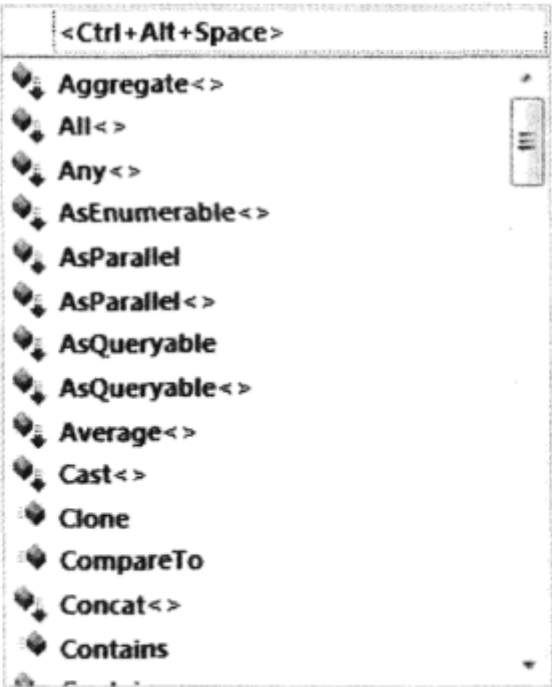 <Ctrl+Alt+Space>
Aggregate<>
All<>
Any<>
AsEnumerable<>
AsParallel
AsParallel<>
AsQueryable
AsQueryable<>
Average<>
Cast<>
Clone
CompareTo
Concat<>
Contains